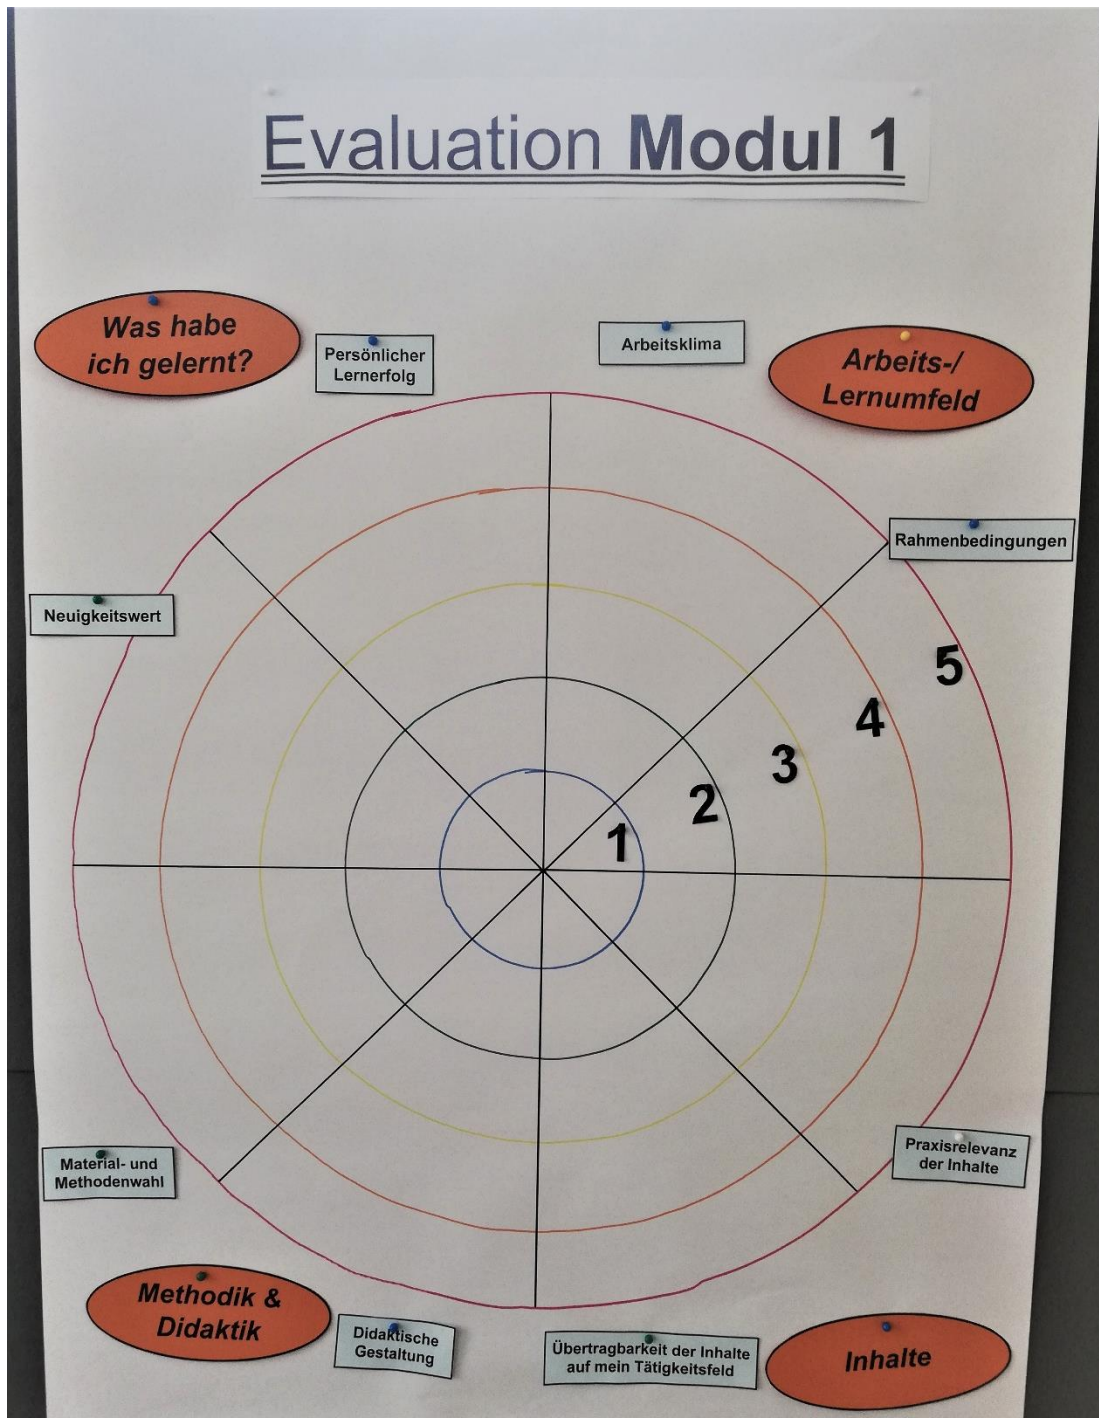 Evaluation Modul 1
Was habe
ich gelernt?
Persönlicher
Lernerfolg
Arbeitsklima
Arbeits-/
Lernumfeld
Rahmenbedingungen
Neuigkeitswert
5
4
3
2
1
Material- und
Methodenwahl
Praxisrelevanz
der Inhalte
Methodik &
Didaktik
Didaktische
Gestaltung
Übertragbarkeit der Inhalte
auf mein Tätigkeitsfeld
Inhalte